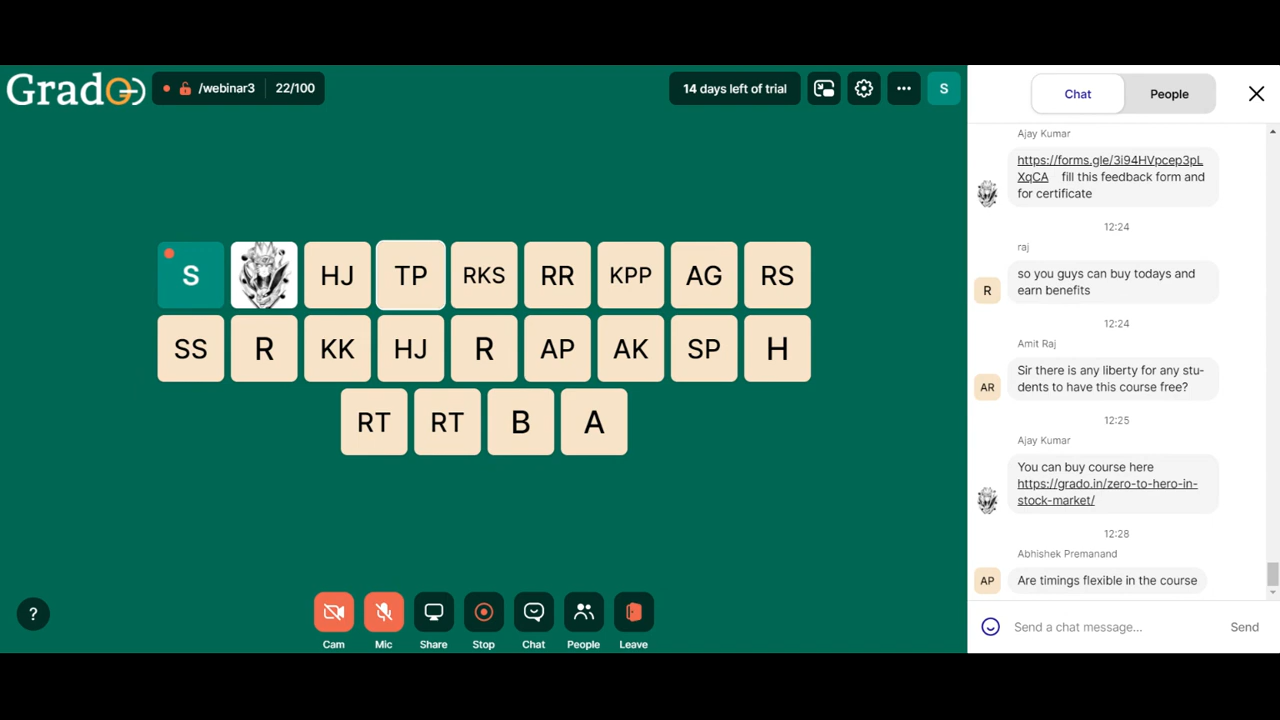 Grado
/webinar3 22/100
14 days left of trial
S
S HJ TP RKS RR KPP AG RS
SS R KK HJ R AP AK SP H
RT RT B A
?
Cam Mic Share Stop Chat People Leave
Chat People
Ajay Kumar
https://forms.gle/3i94HVpcep3pL
XqCA fill this feedback form and
for certificate
12:24
raj
R
so you guys can buy todays and
earn benefits
12:24
Amit Raj
AR
Sir there is any liberty for any stu-
dents to have this course free?
12:25
Ajay Kumar
You can buy course here
https://grado.in/zero-to-hero-in-
stock-market/
12:28
Abhishek Premanand
AP
Are timings flexible in the course
Send a chat message... Send